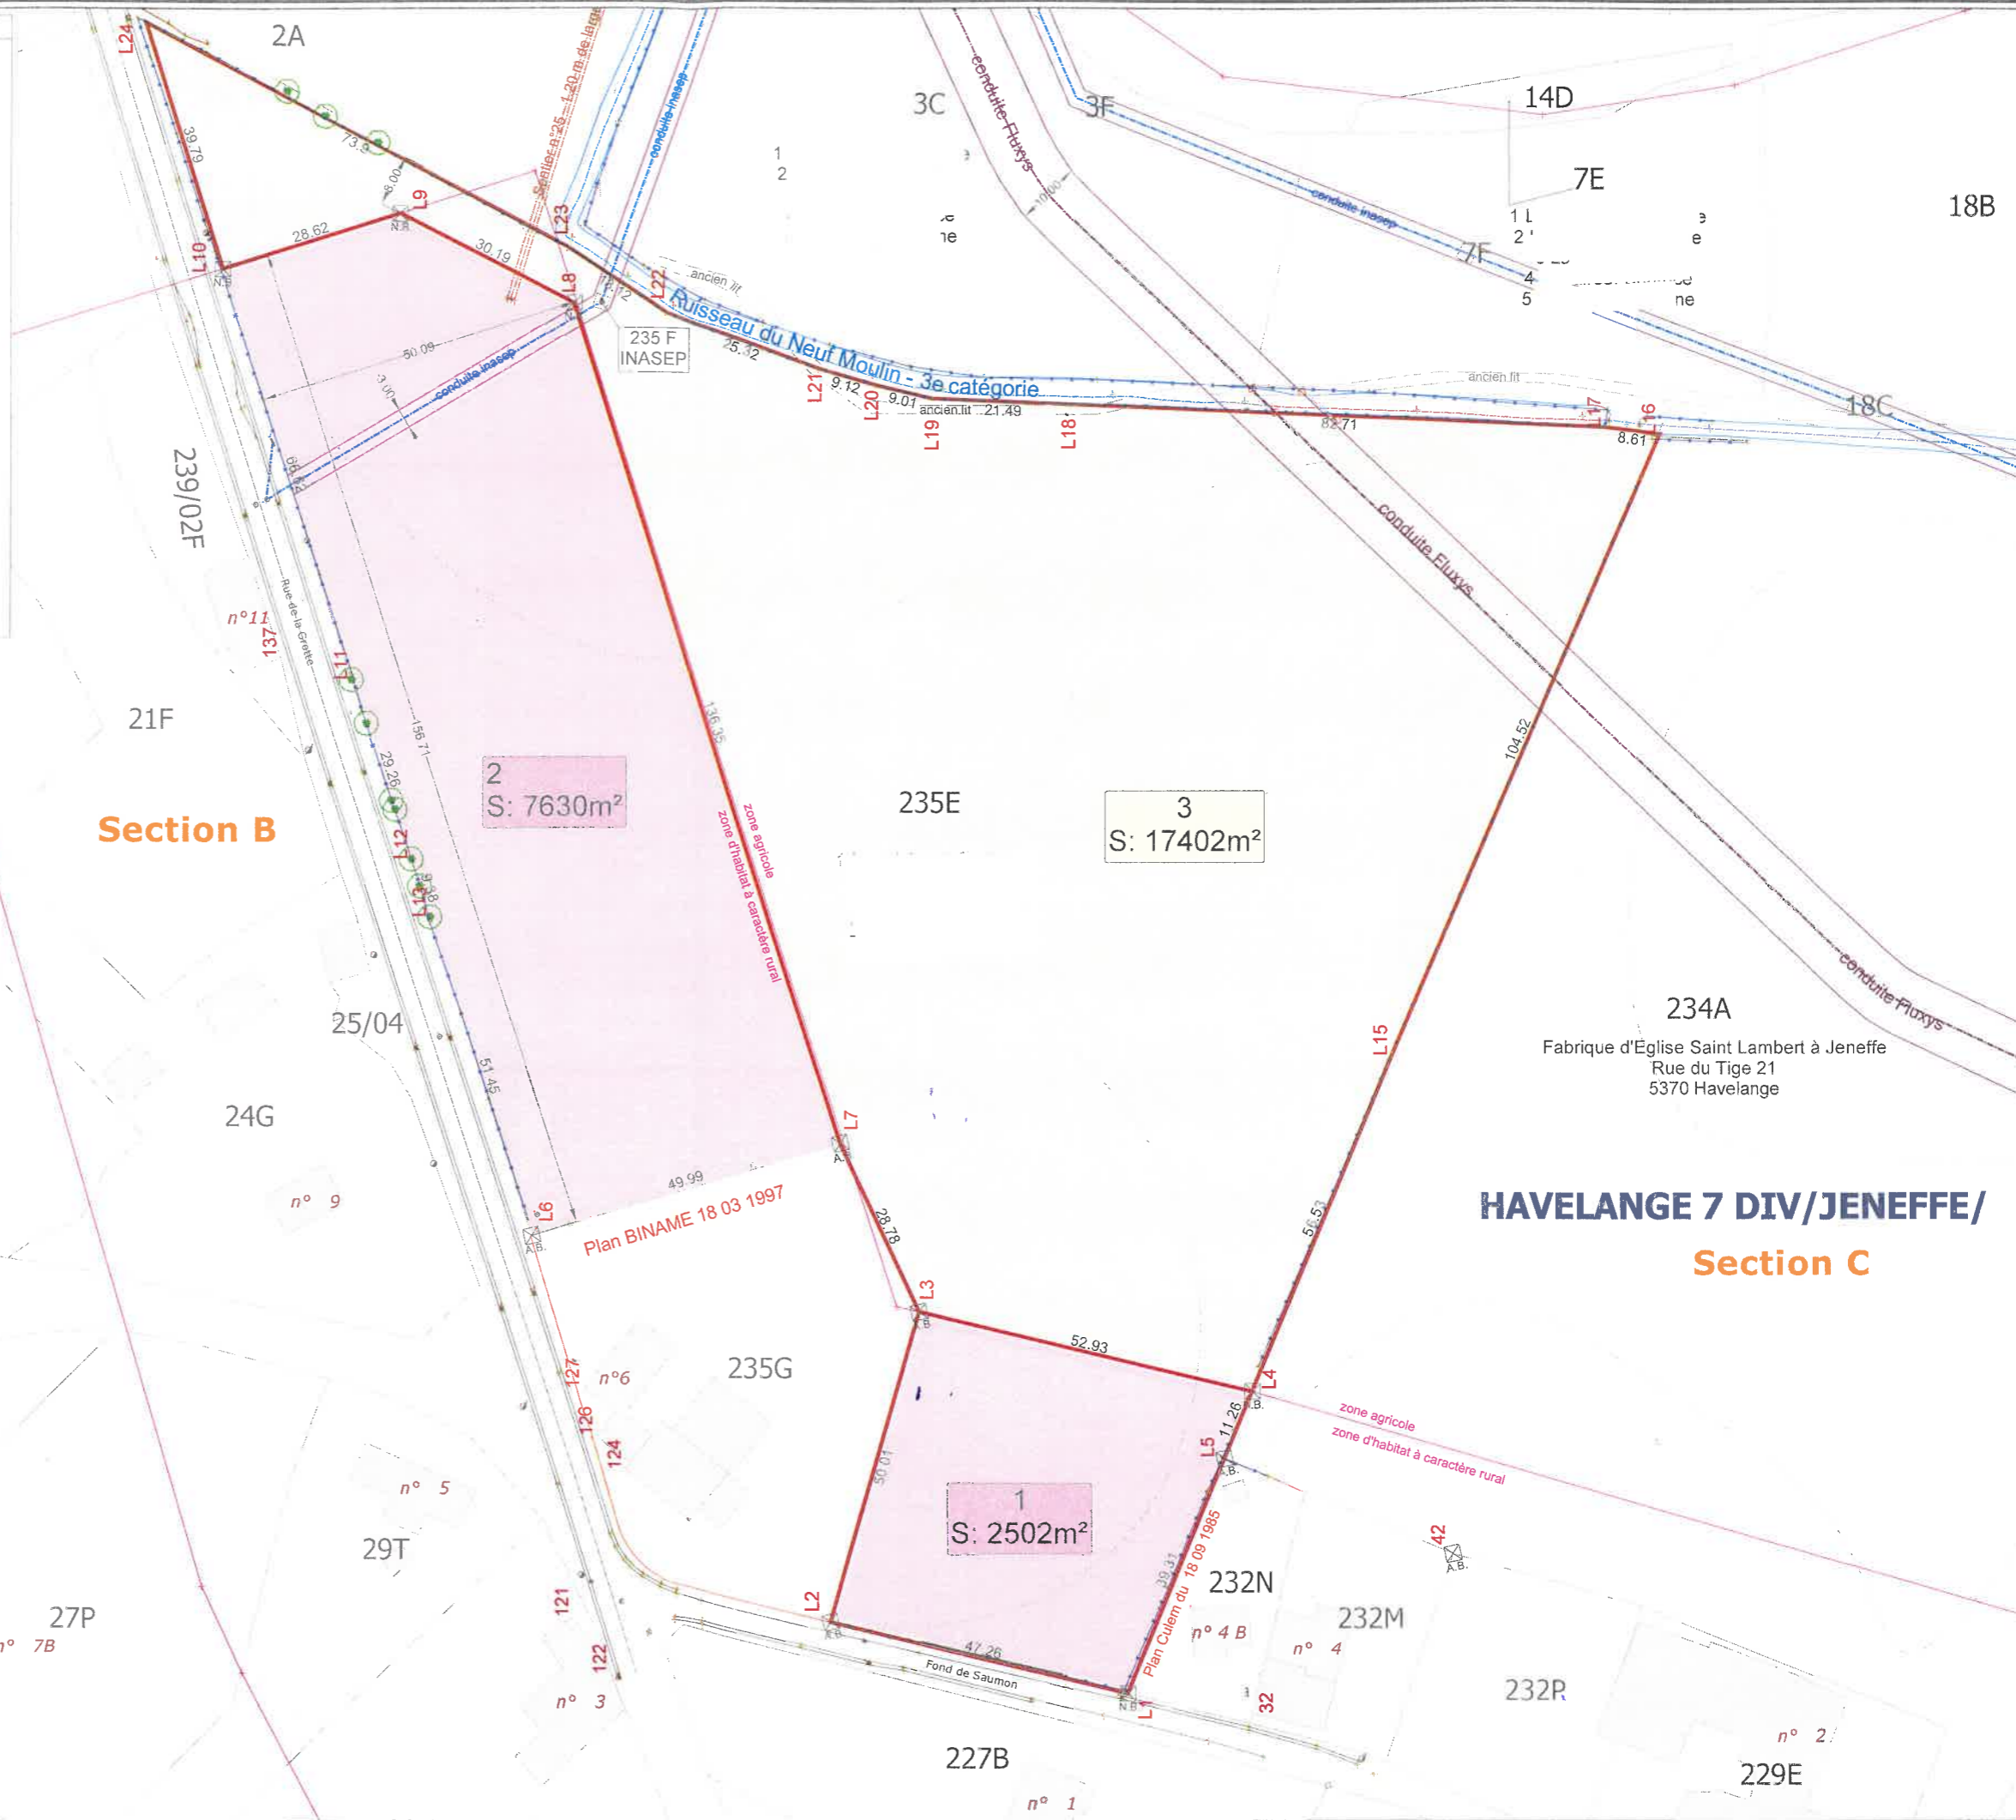 L24
2A
Sentier n°25 - 1.20 m de large
conduite inasep
3C
conduite Fluxys
3F
14D
7E
18B
39.79
73.9
8.00
1
2
10.00
conduite inasep
7F
4
5
ne
L10
28.62
L9
N.B.
30.19
L23
L8
L22
ancien lit
Ruisseau du Neuf Moulin - 3e catégorie
235 F
INASEP
25.32
L21
9.12
L20
9.01
L19
ancien lit
21.49
L18
82.71
ancien lit
L17
L16
8.61
18C
50.09
3.00
conduite inasep
239/02F
Rue de la Grotte
n°11
137
L11
conduite Fluxys
21F
156.71
136.35
104.52
29.26
2
S: 7630m²
235E
3
S: 17402m²
Section B
zone agricole
zone d'habitat à caractère rural
L12
L13
25/04
51.45
L15
conduite Fluxys
234A
Fabrique d'Eglise Saint Lambert à Jeneffe
Rue du Tige 21
5370 Havelange
24G
n° 9
L7
49.99
Plan BINAME 18 03 1997
L6
A.B.
28.78
56.53
HAVELANGE 7 DIV/JENEFFE/
Section C
L3
52.93
L4
A.B.
127
n°6
126
124
235G
11.26
zone agricole
zone d'habitat à caractère rural
L5
A.B.
n° 5
50.01
1
S: 2502m²
29T
39.31
Plan Culem du 18 09 1985
42
A.B.
232N
n° 4 B
232M
n° 4
27P
n° 7B
121
122
n° 3
L2
A.B.
47.26
Fond de Saumon
N.B.
L1
32
232P
n° 2
227B
229E
n° 1